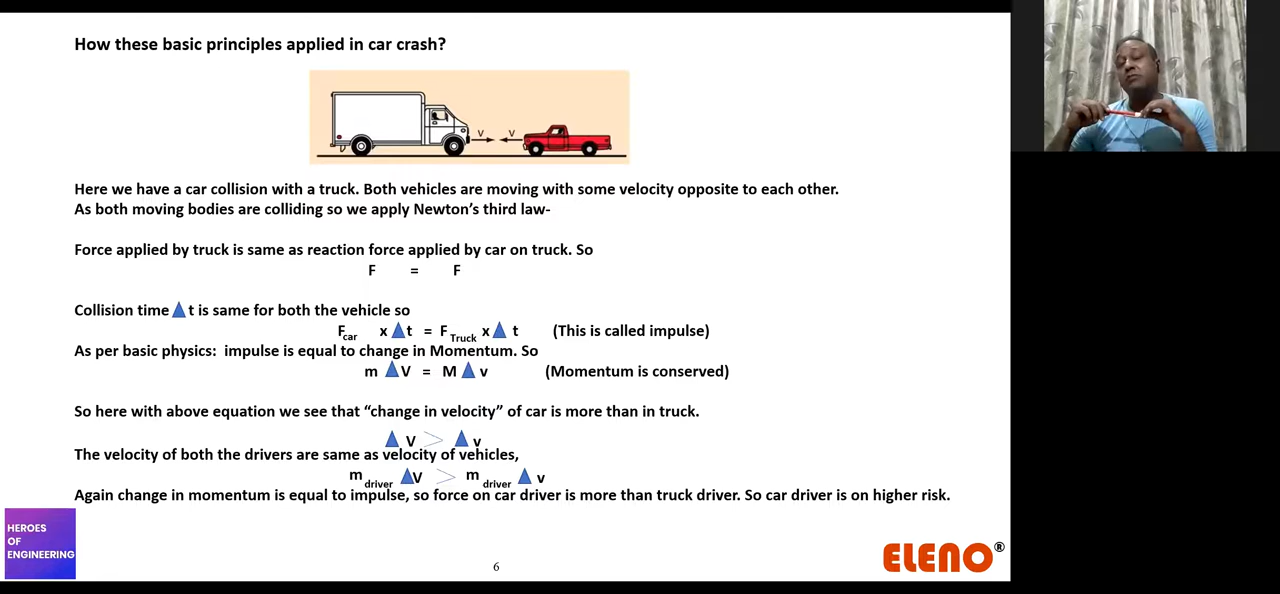 How these basic principles applied in car crash?
v v
Here we have a car collision with a truck. Both vehicles are moving with some velocity opposite to each other.
As both moving bodies are colliding so we apply Newton's third law-
Force applied by truck is same as reaction force applied by car on truck. So
F = F
Collision time ▲ t is same for both the vehicle so
Fcar x ▲ t = F Truck x ▲ t (This is called impulse)
As per basic physics: impulse is equal to change in Momentum. So
m ▲ V = M ▲ v (Momentum is conserved)
So here with above equation we see that “change in velocity” of car is more than in truck.
▲ V > ▲ v
The velocity of both the drivers are same as velocity of vehicles,
m driver ▲V > m driver ▲ v
Again change in momentum is equal to impulse, so force on car driver is more than truck driver. So car driver is on higher risk.
HEROES
OF
ENGINEERING
6
ELENO®